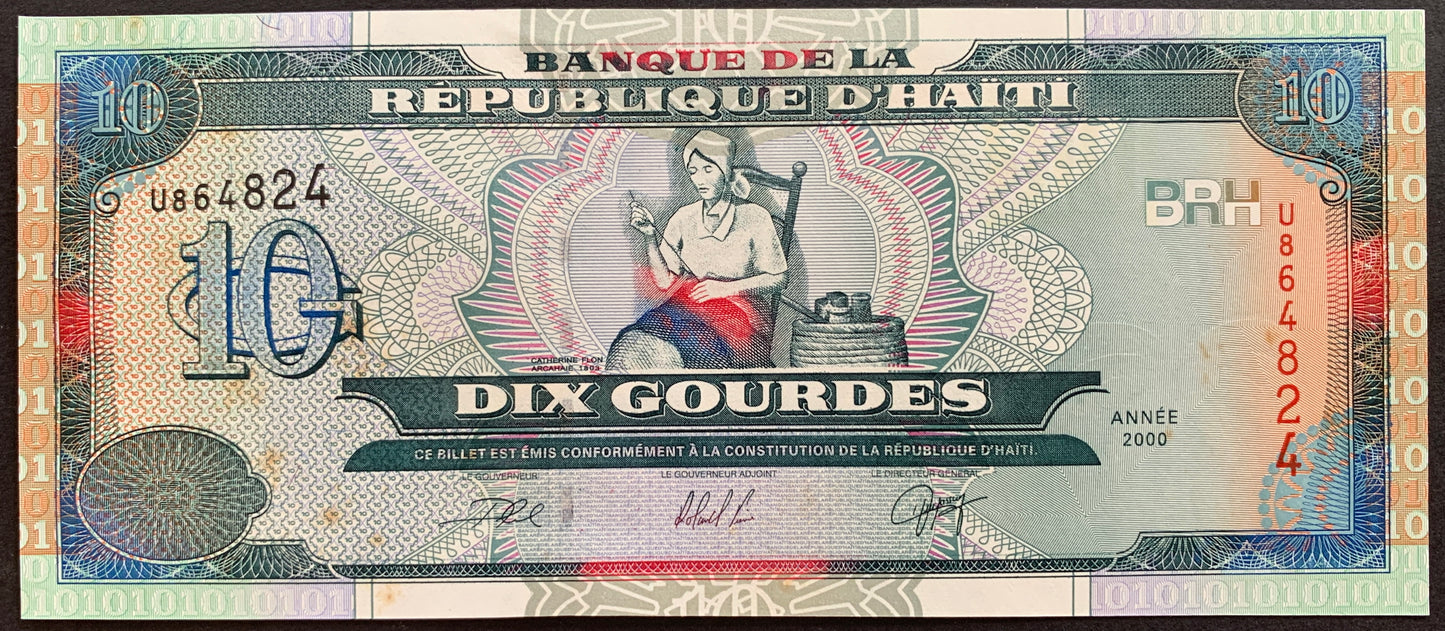 10
BANQUE DE LA
RÉPUBLIQUE D'HAÏTI
10
U864824
10G
BRH
U864824
CATHERINE FLON
ARCAHAIE 1803
DIX GOURDES
ANNÉE
2000
CE BILLET EST ÉMIS CONFORMÉMENT À LA CONSTITUTION DE LA RÉPUBLIQUE D'HAÏTI.
LE GOUVERNEUR
LE GOUVERNEUR ADJOINT
LE DIRECTEUR GÉNÉRAL